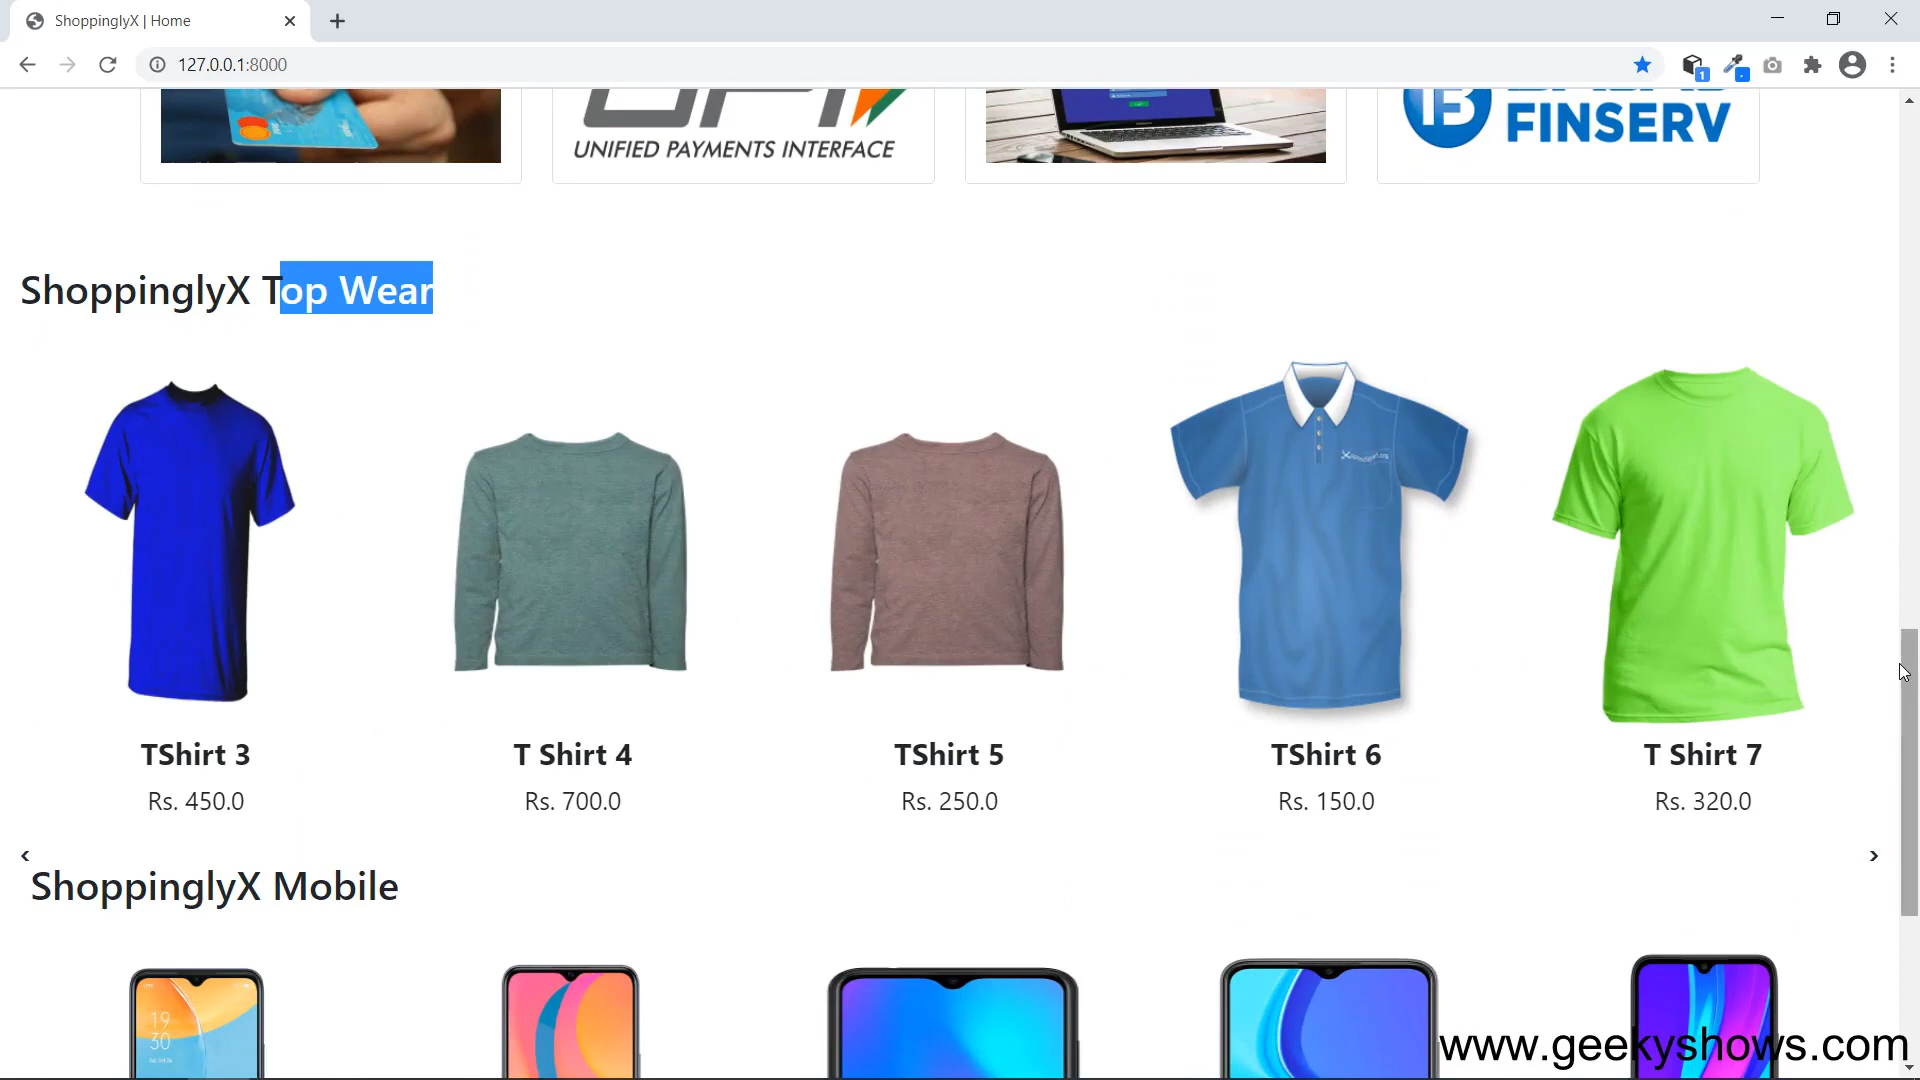 ShoppinglyX | Home
127.0.0.1:8000
UNIFIED PAYMENTS INTERFACE
FINSERV
ShoppinglyX Top Wear
TShirt 3
T Shirt 4
TShirt 5
TShirt 6
T Shirt 7
Rs. 450.0
Rs. 700.0
Rs. 250.0
Rs. 150.0
Rs. 320.0
‹
›
ShoppinglyX Mobile
19
30
www.geekyshows.com